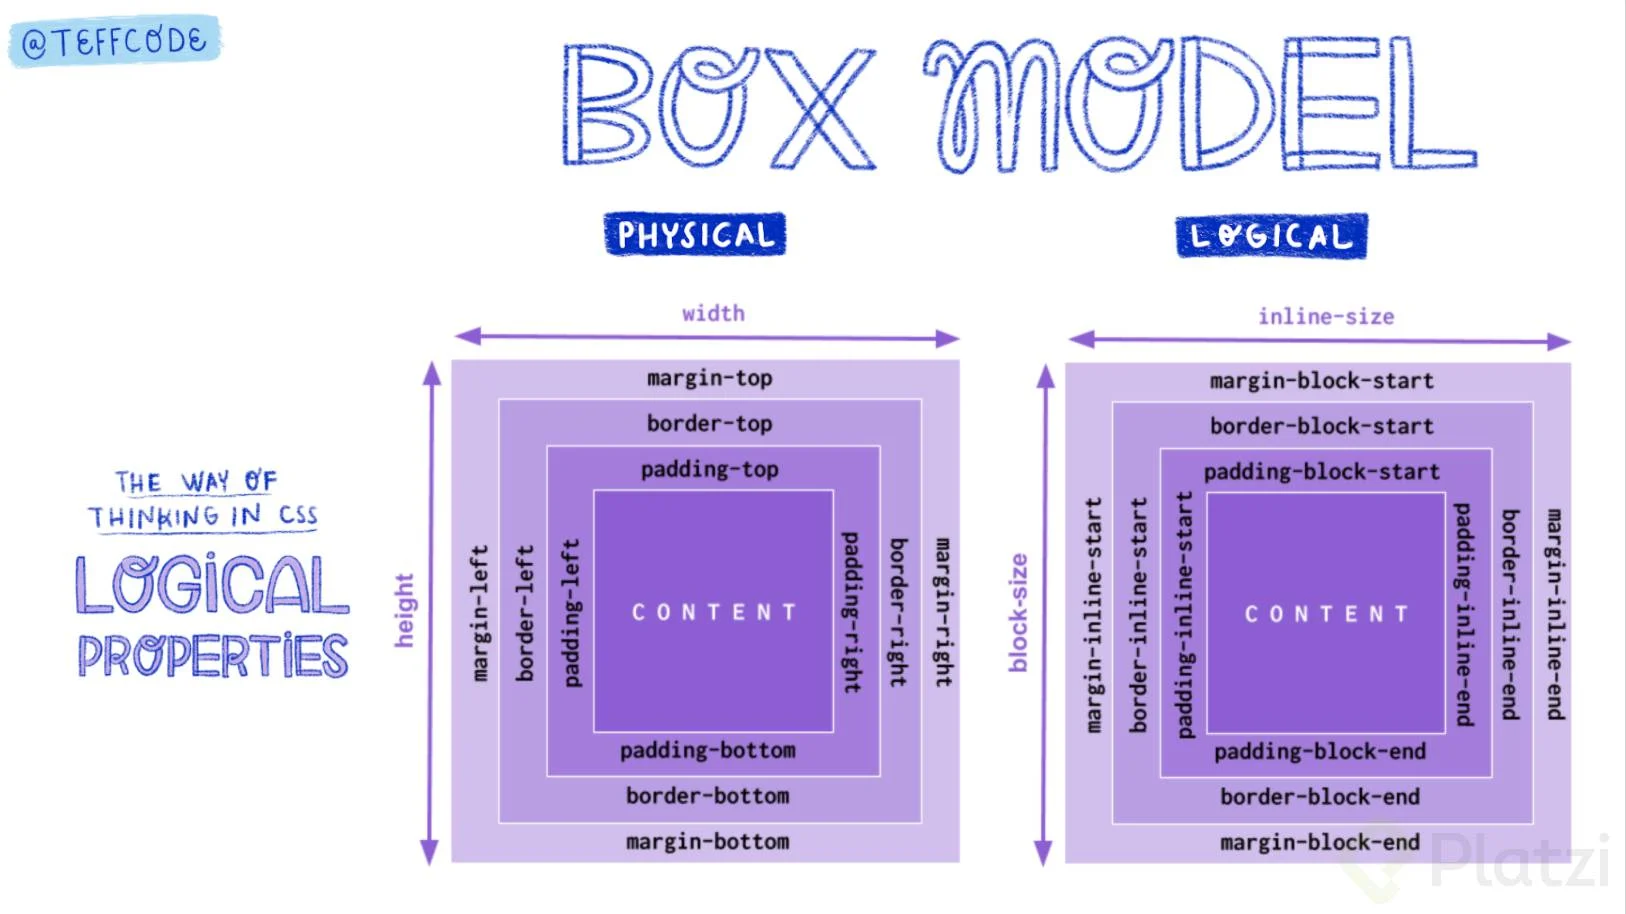 @TEFFCODE
BOX MODEL
PHYSICAL
LOGICAL
THE WAY OF
THINKING IN CSS
LOGICAL
PROPERTIES
width
height
margin-top
border-top
padding-top
margin-left
border-left
padding-left
CONTENT
padding-right
border-right
margin-right
padding-bottom
border-bottom
margin-bottom
inline-size
block-size
margin-block-start
border-block-start
padding-block-start
margin-inline-start
border-inline-start
padding-inline-start
CONTENT
padding-inline-end
border-inline-end
margin-inline-end
padding-block-end
border-block-end
margin-block-end
Platzi